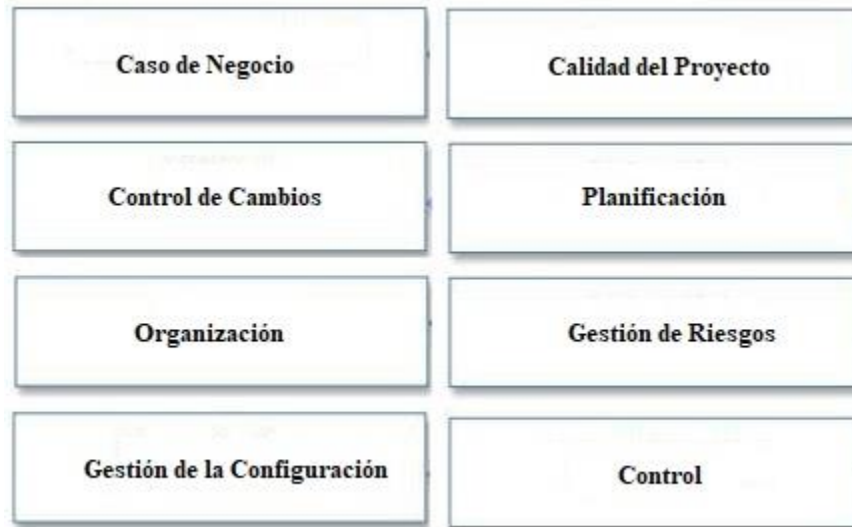 Caso de Negocio
Calidad del Proyecto
Control de Cambios
Planificación
Organización
Gestión de Riesgos
Gestión de la Configuración
Control